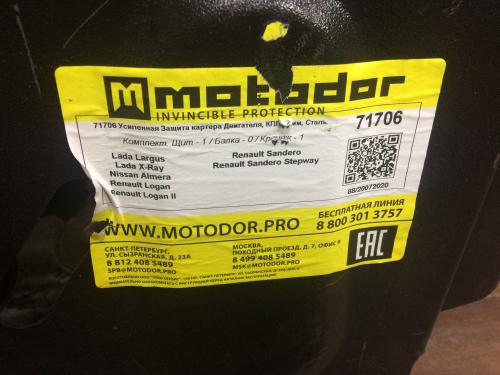 M motodor
INVINCIBLE PROTECTION
71706 Усиленная Защита картера Двигателя, КПП, мм, Сталь
71706
Комплект: Щит - 1 / Балка - 0 / Крепеж - 1
Lada Largus
Lada X-Ray
Nissan Almera
Renault Logan
Renault Logan II
Renault Sandero
Renault Sandero Stepway
88/20072020
БЕСПЛАТНАЯ ЛИНИЯ
WWW.MOTODOR.PRO
8 800 301 3757
САНКТ-ПЕТЕРБУРГ,
УЛ. СЫЗРАНСКАЯ, Д. 23А
8 812 408 5489
SPB@MOTODOR.PRO
МОСКВА,
ПОХОДНЫЙ ПРОЕЗД, Д. 7, ОФИС
8 499 408 5489
MSK@MOTODOR.PRO
EAC